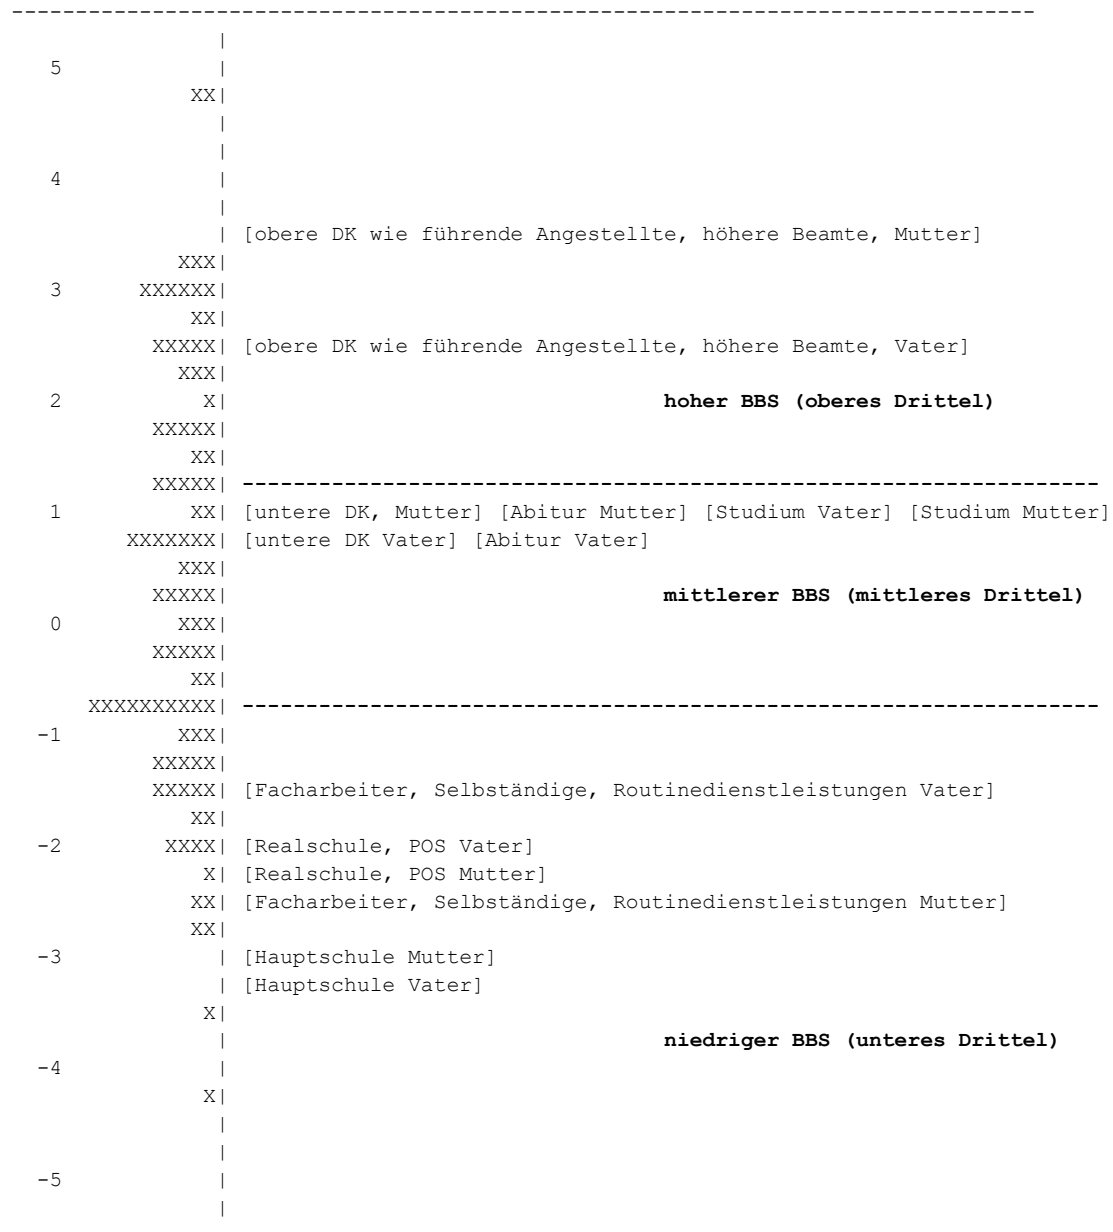 --------------------------------------------------------------------------------
|
5 |
XX|
|
|
4 |
|
| [obere DK wie führende Angestellte, höhere Beamte, Mutter]
XXX|
3 XXXXXX|
XX|
XXXXX| [obere DK wie führende Angestellte, höhere Beamte, Vater]
XXX|
2 X| hoher BBS (oberes Drittel)
XXXXX|
XX|
XXXXX| -------------------------------------------------------------------
1 XX| [untere DK, Mutter] [Abitur Mutter] [Studium Vater] [Studium Mutter]
XXXXXXX| [untere DK Vater] [Abitur Vater]
XXX|
XXXXX| mittlerer BBS (mittleres Drittel)
0 XXX|
XXXXX|
XX|
XXXXXXXXXX| -------------------------------------------------------------------
-1 XXX|
XXXXX|
XXXXX| [Facharbeiter, Selbständige, Routinedienstleistungen Vater]
XX|
-2 XXXX| [Realschule, POS Vater]
X| [Realschule, POS Mutter]
XX| [Facharbeiter, Selbständige, Routinedienstleistungen Mutter]
XX|
-3 | [Hauptschule Mutter]
| [Hauptschule Vater]
X|
| niedriger BBS (unteres Drittel)
-4 |
X|
|
|
-5 |
|